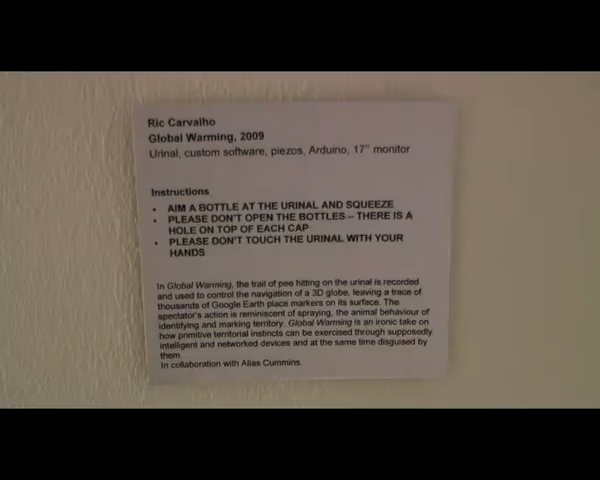 Ric Carvalho
Global Warming, 2009
Urinal, custom software, piezos, Arduino, 17" monitor
Instructions
• AIM A BOTTLE AT THE URINAL AND SQUEEZE
• PLEASE DON'T OPEN THE BOTTLES – THERE IS A
HOLE ON TOP OF EACH CAP
• PLEASE DON'T TOUCH THE URINAL WITH YOUR
HANDS
In Global Warming, the trail of pee hitting on the urinal is recorded
and used to control the navigation of a 3D globe, leaving a trace of
thousands of Google Earth place markers on its surface. The
spectator's action is reminiscent of spraying, the animal behaviour of
identifying and marking territory. Global Warming is an ironic take on
how primitive territorial instincts can be exercised through supposedly
intelligent and networked devices and at the same time disguised by
them.
In collaboration with Alias Cummins.